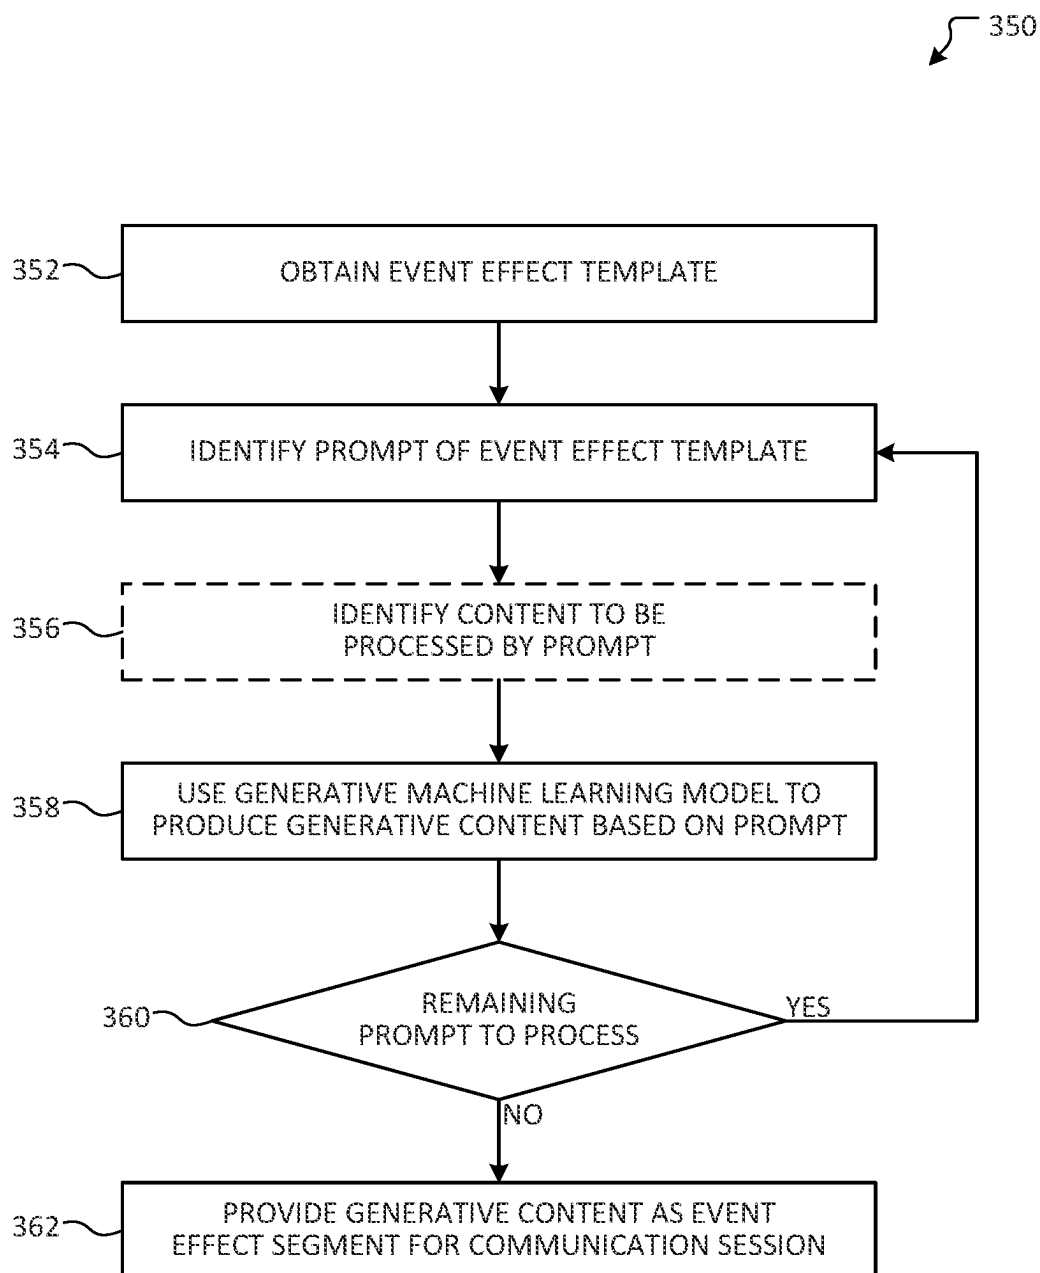 350
352
OBTAIN EVENT EFFECT TEMPLATE
354
IDENTIFY PROMPT OF EVENT EFFECT TEMPLATE
356
IDENTIFY CONTENT TO BE
PROCESSED BY PROMPT
358
USE GENERATIVE MACHINE LEARNING MODEL TO
PRODUCE GENERATIVE CONTENT BASED ON PROMPT
360
REMAINING
PROMPT TO PROCESS
YES
NO
362
PROVIDE GENERATIVE CONTENT AS EVENT
EFFECT SEGMENT FOR COMMUNICATION SESSION